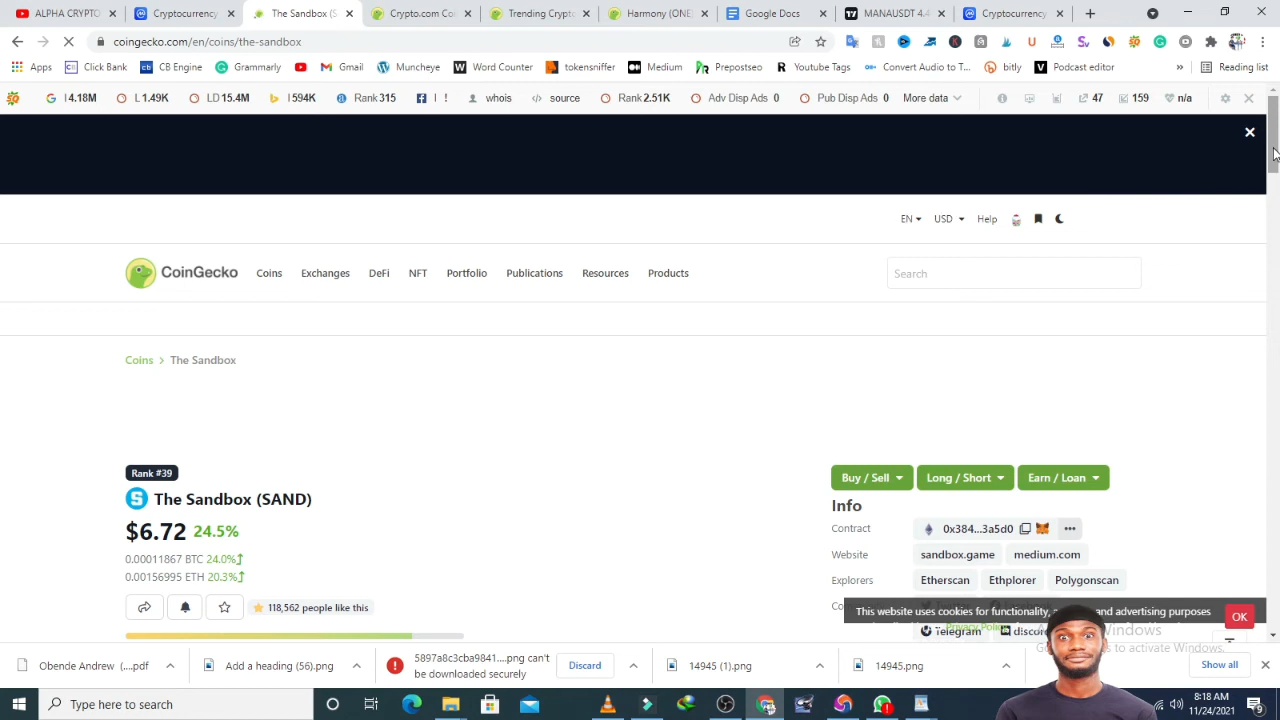 ALPHA CRYPTO
Cryptocurrency
The Sandbox (S
Crypto.com Co
Trending Crypto
Harmony (ONE)
Google Docs
MANAUSDT 4.4
Cryptocurrency
coingecko.com/en/coins/the-sandbox
Apps
Click Bank
CB Engine
Grammarly
Gmail
Muncheye
Word Counter
tokensniffer
Medium
Prepostseo
Youtube Tags
Convert Audio to T...
bitly
Podcast editor
»
Reading list
I 4.18M
L 1.49K
LD 15.4M
I 594K
Rank 315
I !
whois
source
Rank 2.51K
Adv Disp Ads 0
Pub Disp Ads 0
More data
47
159
n/a
EN
USD
Help
CoinGecko
Coins
Exchanges
DeFi
NFT
Portfolio
Publications
Resources
Products
Search
Coins > The Sandbox
Rank #39
The Sandbox (SAND)
$6.72 24.5%
0.00011867 BTC 24.0%
0.00156995 ETH 20.3%
118,562 people like this
Buy / Sell
Long / Short
Earn / Loan
Info
Contract
0x384...3a5d0
Website
sandbox.game
medium.com
Explorers
Etherscan
Ethplorer
Polygonscan
This website uses cookies for functionality,
and advertising purposes
OK
Telegram
Obende Andrew (....pdf
Add a heading (56).png
5897a8c3cba9841....png can't
be downloaded securely
Discard
14945 (1).png
14945.png
Show all
Type here to search
8:18 AM
11/24/2021